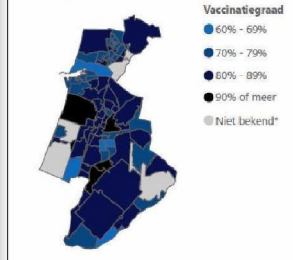 Vaccinatiegraad
60% - 69%
70% - 79%
80% - 89%
90% of meer
Niet bekend*